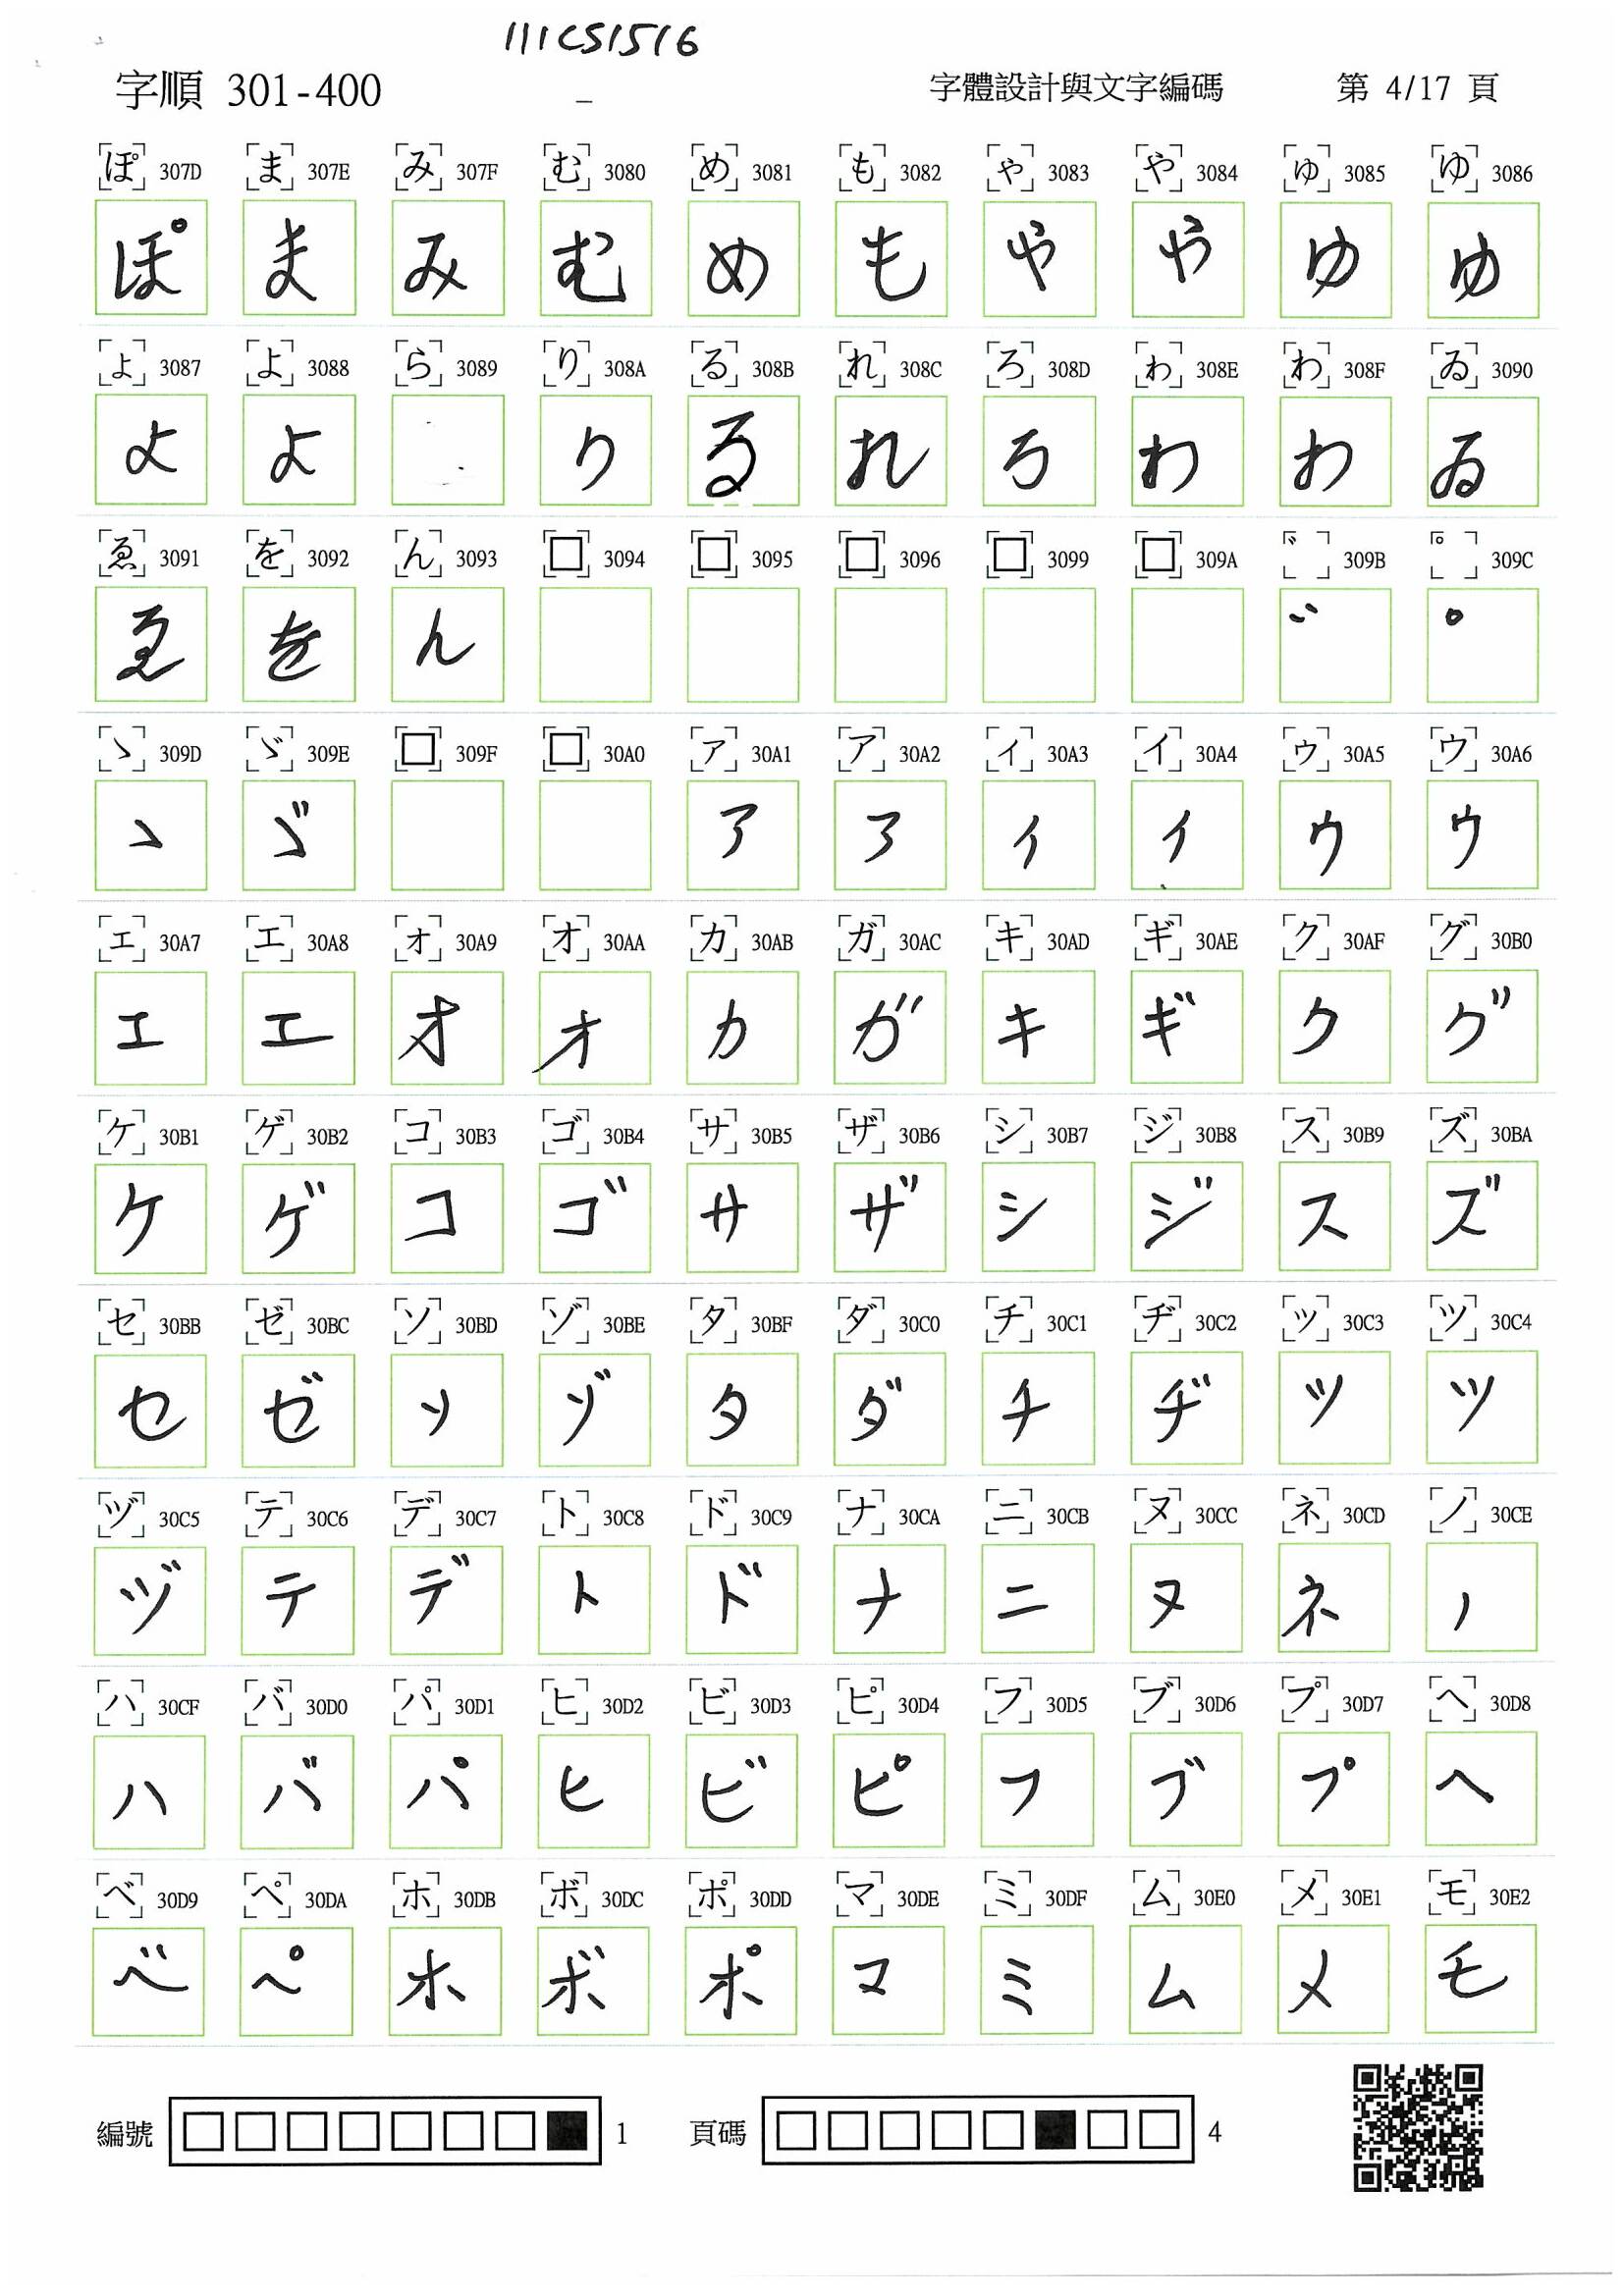 111CS1516
字順 301-400 _ 字體設計與文字編碼 第 4/17 頁
ぽ 307D ま 307E み 307F む 3080 め 3081 も 3082 ゃ 3083 や 3084 ゅ 3085 ゆ 3086
ぽ ま み む め も ゃ や ゅ ゆ
ょ 3087 よ 3088 ら 3089 り 308A る 308B れ 308C ろ 308D ゎ 308E わ 308F ゐ 3090
ょ よ り る れ ろ ゎ わ ゐ
ゑ 3091 を 3092 ん 3093 □ 3094 □ 3095 □ 3096 □ 3099 □ 309A ゛ 309B ゜ 309C
ゑ を ん ゛ ゜
ゝ 309D ゞ 309E □ 309F □ 30A0 ァ 30A1 ア 30A2 ィ 30A3 イ 30A4 ゥ 30A5 ウ 30A6
ゝ ゞ ァ ア ィ イ ゥ ウ
ェ 30A7 エ 30A8 ォ 30A9 オ 30AA カ 30AB ガ 30AC キ 30AD ギ 30AE ク 30AF グ 30B0
ェ エ ォ オ カ ガ キ ギ ク グ
ケ 30B1 ゲ 30B2 コ 30B3 ゴ 30B4 サ 30B5 ザ 30B6 シ 30B7 ジ 30B8 ス 30B9 ズ 30BA
ケ ゲ コ ゴ サ ザ シ ジ ス ズ
セ 30BB ゼ 30BC ソ 30BD ゾ 30BE タ 30BF ダ 30C0 チ 30C1 ヂ 30C2 ッ 30C3 ツ 30C4
セ ゼ ソ ゾ タ ダ チ ヂ ッ ツ
ヅ 30C5 テ 30C6 デ 30C7 ト 30C8 ド 30C9 ナ 30CA ニ 30CB ヌ 30CC ネ 30CD ノ 30CE
ヅ テ デ ト ド ナ ニ ヌ ネ ノ
ハ 30CF バ 30D0 パ 30D1 ヒ 30D2 ビ 30D3 ピ 30D4 フ 30D5 ブ 30D6 プ 30D7 ヘ 30D8
ハ バ パ ヒ ビ ピ フ ブ プ ヘ
ベ 30D9 ペ 30DA ホ 30DB ボ 30DC ポ 30DD マ 30DE ミ 30DF ム 30E0 メ 30E1 モ 30E2
ベ ペ ホ ボ ポ マ ミ ム メ モ
編號 □□□□□□□■ 1 頁碼 □□□□□■□□ 4